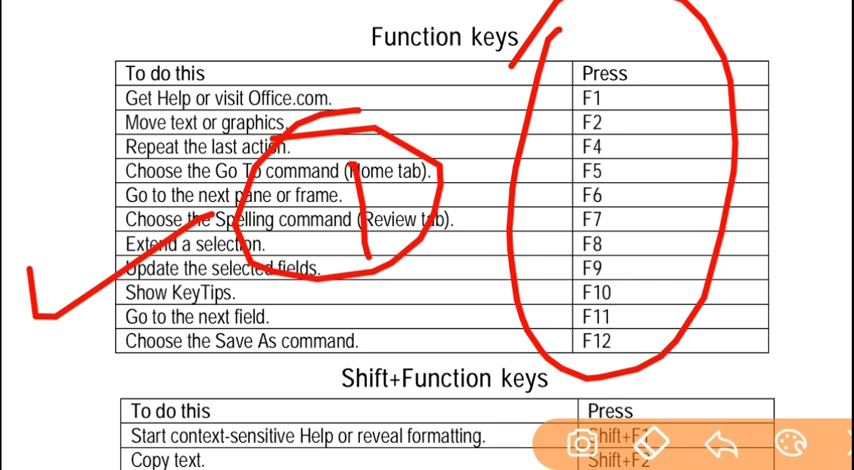 Function keys
To do this Press
Get Help or visit Office.com. F1
Move text or graphics. F2
Repeat the last action. F4
Choose the Go To command (Home tab). F5
Go to the next pane or frame. F6
Choose the Spelling command (Review tab). F7
Extend a selection. F8
Update the selected fields. F9
Show KeyTips. F10
Go to the next field. F11
Choose the Save As command. F12
Shift+Function keys
To do this Press
Start context-sensitive Help or reveal formatting. Shift+F1
Copy text. Shift+F2